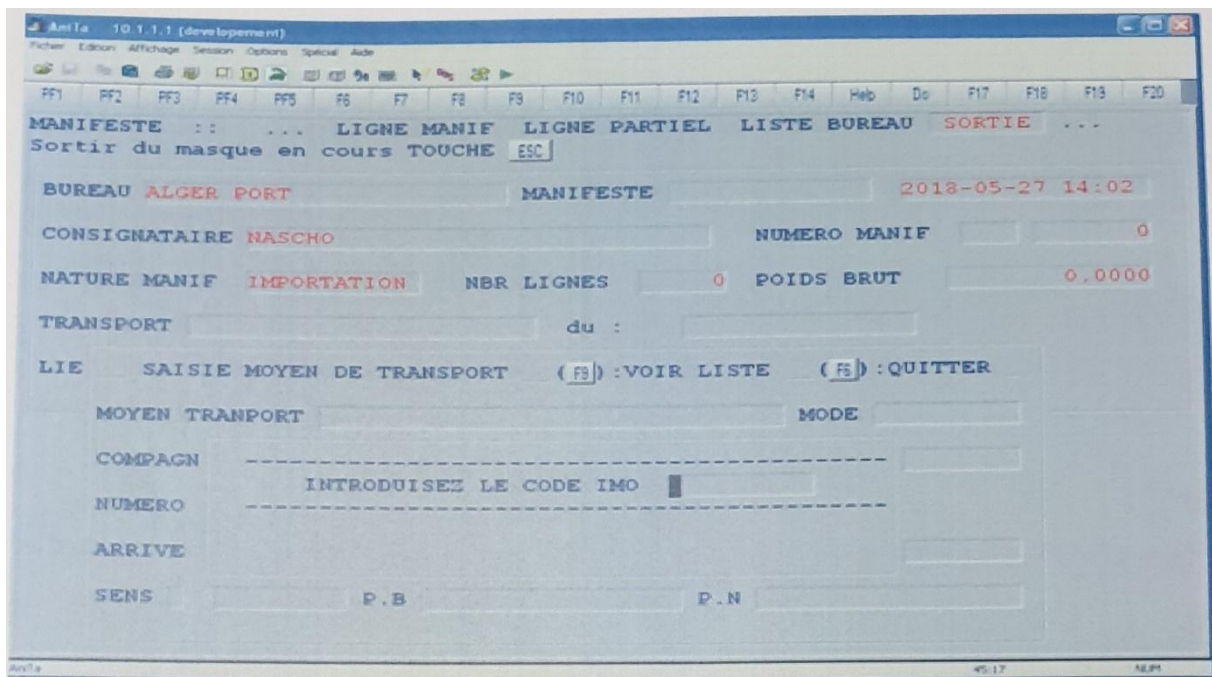 AniTa 10.1.1.1 (developement)
Fichier Edition Affichage Session Options Spécial Aide
PF1 PF2 PF3 PF4 PF5 F6 F7 F8 F9 F10 F11 F12 F13 F14 Help Do F17 F18 F19 F20
MANIFESTE :: ... LIGNE MANIF LIGNE PARTIEL LISTE BUREAU SORTIE ...
Sortir du masque en cours TOUCHE ESC
BUREAU ALGER PORT MANIFESTE 2018-05-27 14:02
CONSIGNATAIRE NASCHO NUMERO MANIF 0
NATURE MANIF IMPORTATION NBR LIGNES 0 POIDS BRUT 0.0000
TRANSPORT du :
LIE SAISIE MOYEN DE TRANSPORT (F9) :VOIR LISTE (F6) :QUITTER
MOYEN TRANPORT MODE
COMPAGN ------------------------------------------------
INTRODUISEZ LE CODE IMO
NUMERO ------------------------------------------------
ARRIVE
SENS P.B P.N
AniTa 45:17 NUM